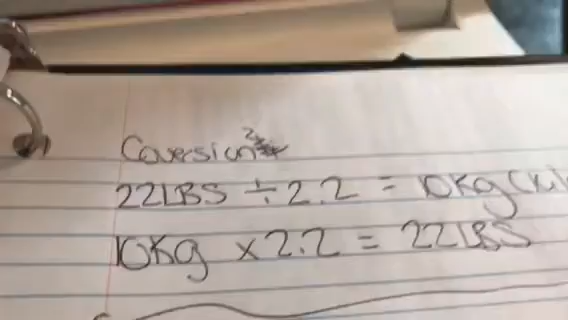 Coversion
22LBS ÷ 2.2 = 10Kg
10Kg × 2.2 = 22LBS